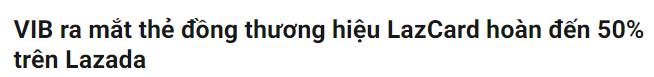 VIB ra mắt thẻ đồng thương hiệu LazCard hoàn đến 50%
trên Lazada